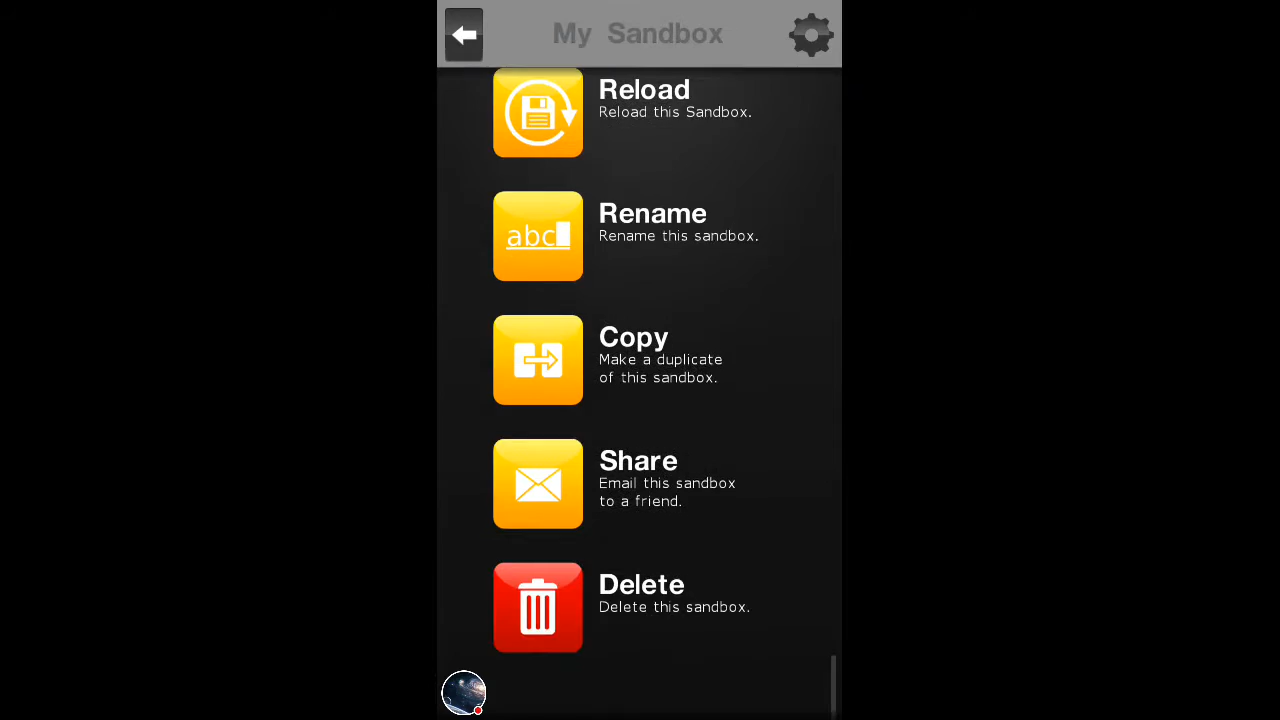 My Sandbox
Reload
Reload this Sandbox.
abc
Rename
Rename this sandbox.
Copy
Make a duplicate
of this sandbox.
Share
Email this sandbox
to a friend.
Delete
Delete this sandbox.